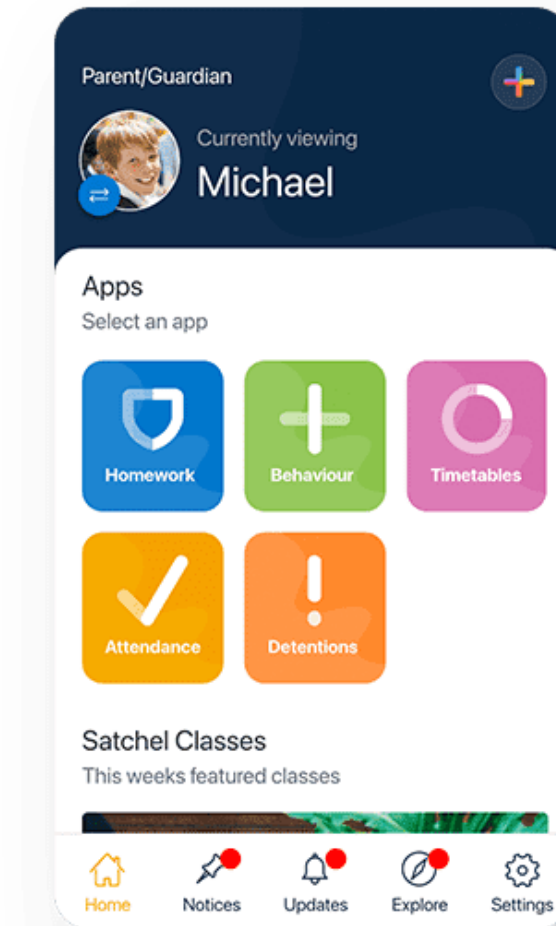 Parent/Guardian
Currently viewing
Michael
Apps
Select an app
Homework
Behaviour
Timetables
Attendance
Detentions
Satchel Classes
This weeks featured classes
Home
Notices
Updates
Explore
Settings